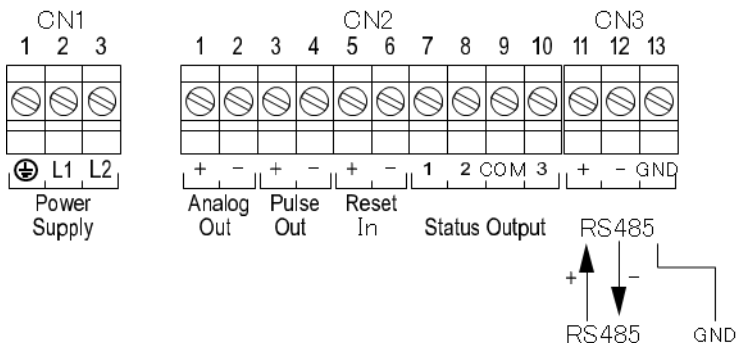 CN1 CN2 CN3
1 2 3 1 2 3 4 5 6 7 8 9 10 11 12 13
L1 L2 + - + - + - 1 2 COM 3 + - GND
Power Supply
Analog Out
Pulse Out
Reset In
Status Output
RS485
+ -
RS485 GND